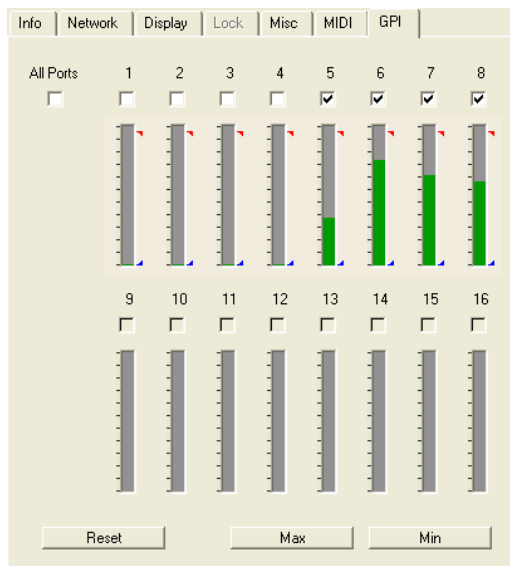 Info Network Display Lock Misc MIDI GPI
All Ports 1 2 3 4 5 6 7 8
9 10 11 12 13 14 15 16
Reset Max Min